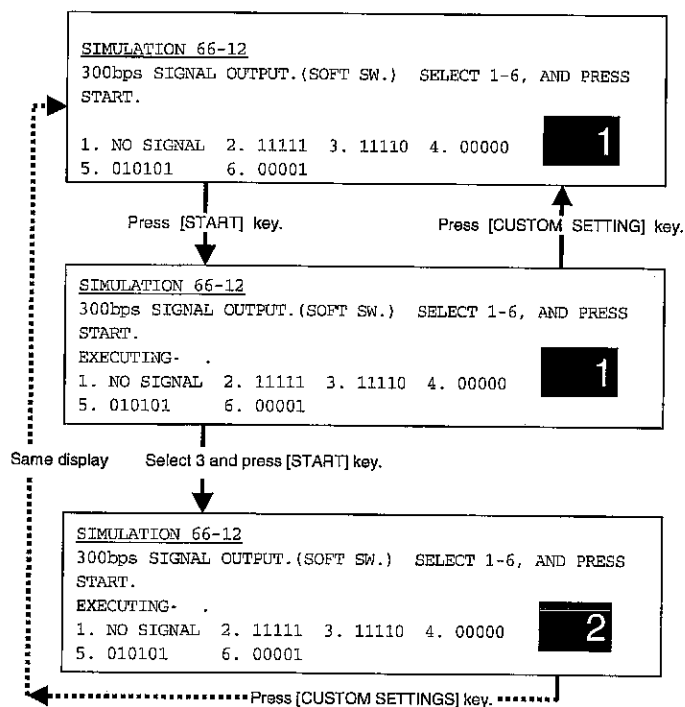 SIMULATION 66-12
300bps SIGNAL OUTPUT.(SOFT SW.) SELECT 1-6, AND PRESS
START.
1. NO SIGNAL 2. 11111 3. 11110 4. 00000
5. 010101 6. 00001
1
Press [START] key.
Press [CUSTOM SETTING] key.
SIMULATION 66-12
300bps SIGNAL OUTPUT.(SOFT SW.) SELECT 1-6, AND PRESS
START.
EXECUTING- .
1. NO SIGNAL 2. 11111 3. 11110 4. 00000
5. 010101 6. 00001
1
Same display
Select 3 and press [START] key.
SIMULATION 66-12
300bps SIGNAL OUTPUT.(SOFT SW.) SELECT 1-6, AND PRESS
START.
EXECUTING- .
1. NO SIGNAL 2. 11111 3. 11110 4. 00000
5. 010101 6. 00001
2
Press [CUSTOM SETTINGS] key.